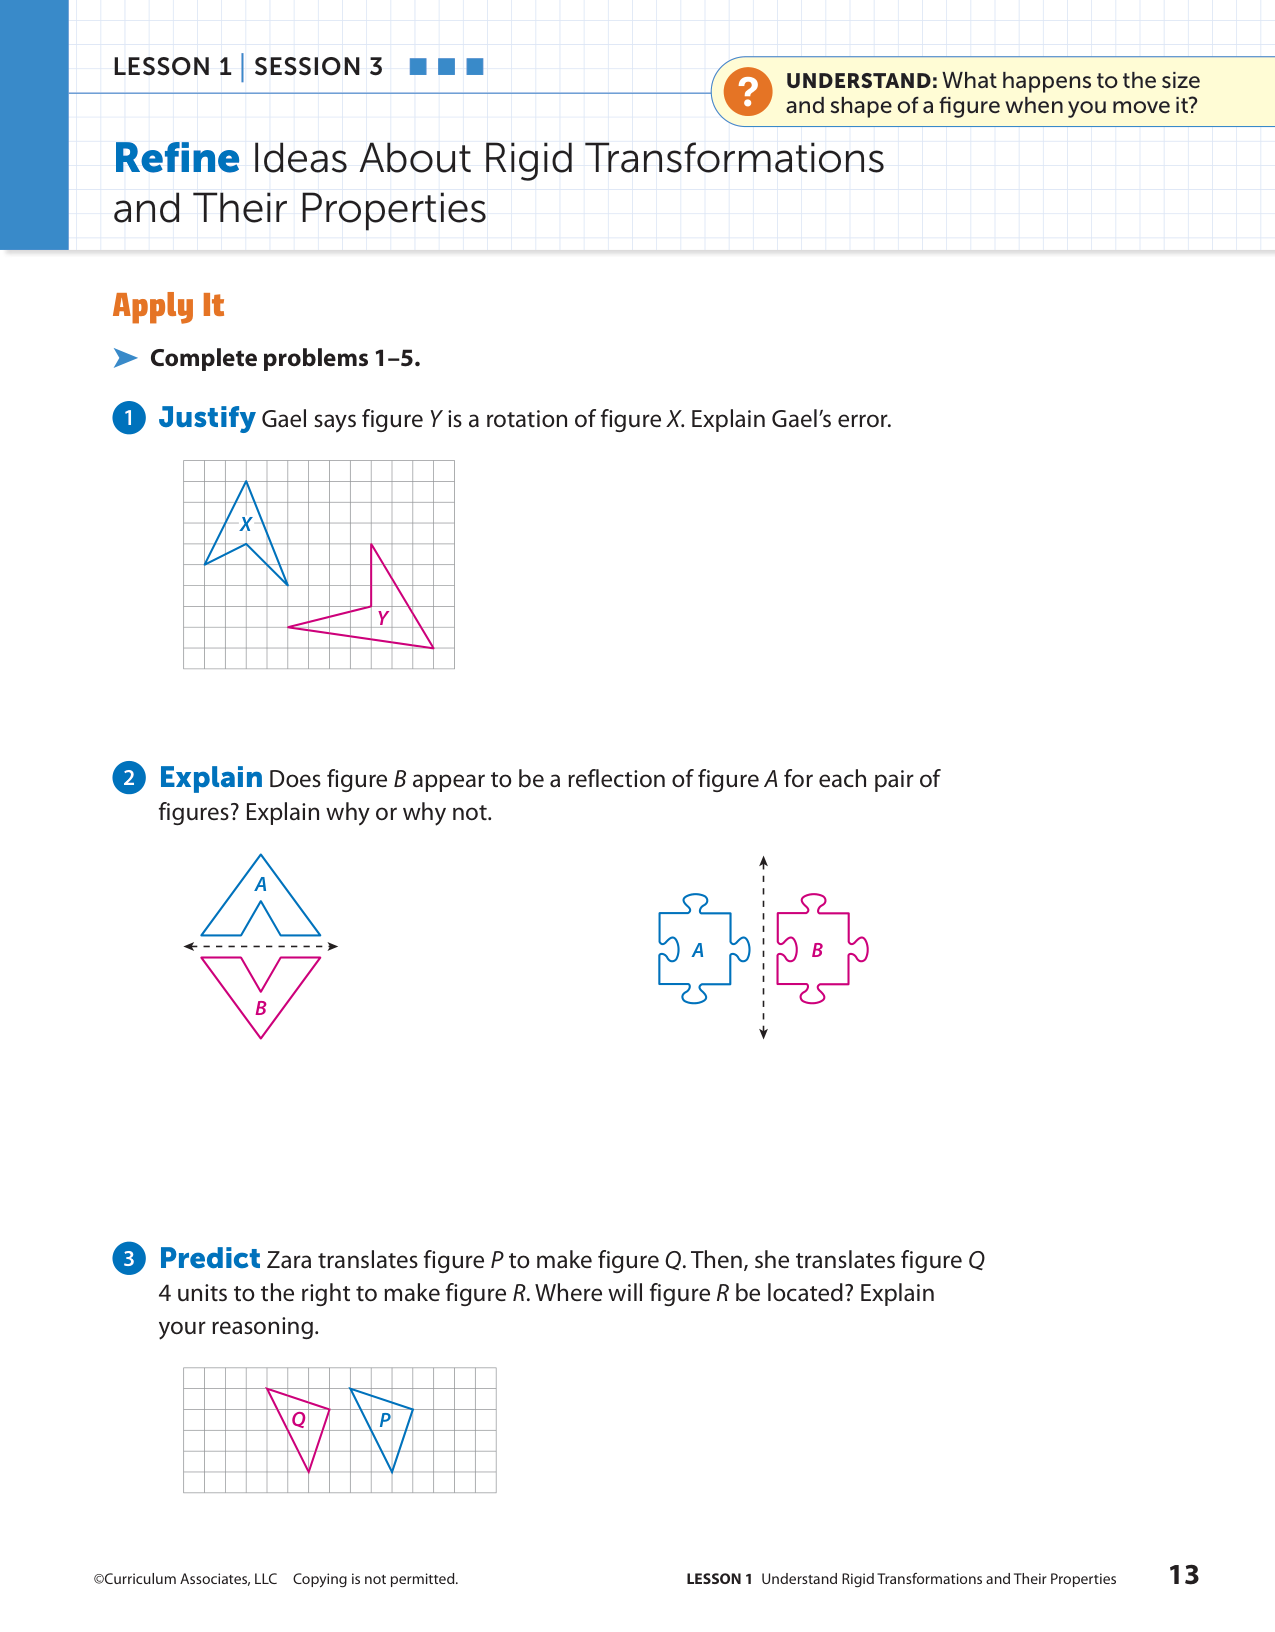 LESSON 1 | SESSION 3
? UNDERSTAND: What happens to the size
and shape of a figure when you move it?
Refine Ideas About Rigid Transformations
and Their Properties
Apply It
Complete problems 1–5.
1 Justify Gael says figure Y is a rotation of figure X. Explain Gael’s error.
X
Y
2 Explain Does figure B appear to be a reflection of figure A for each pair of
figures? Explain why or why not.
A
B
A
B
3 Predict Zara translates figure P to make figure Q. Then, she translates figure Q
4 units to the right to make figure R. Where will figure R be located? Explain
your reasoning.
Q
P
©Curriculum Associates, LLC Copying is not permitted.
LESSON 1 Understand Rigid Transformations and Their Properties
13